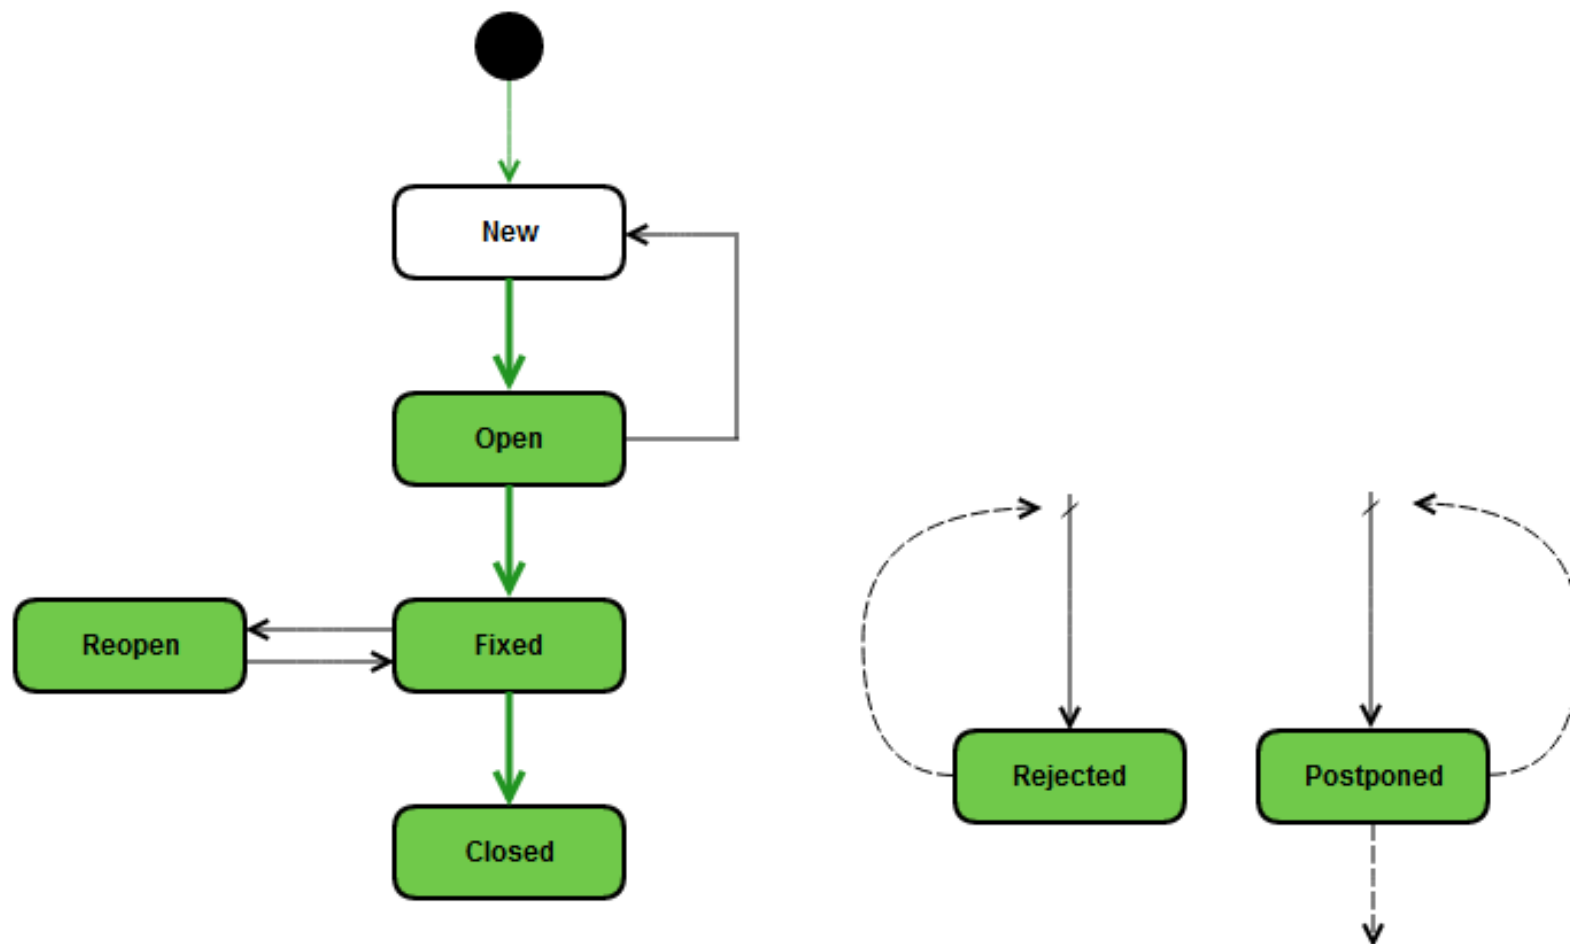 New
Open
Reopen
Fixed
Rejected
Postponed
Closed